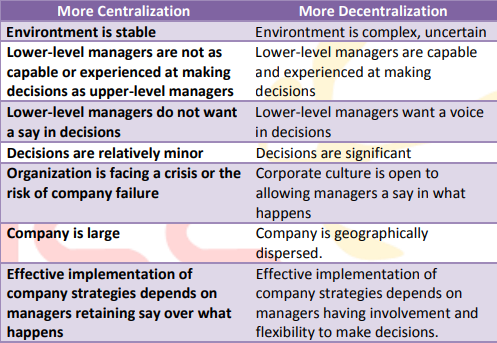 More Centralization More Decentralization
Environtment is stable Environtment is complex, uncertain
Lower-level managers are not as Lower-level managers are capable
capable or experienced at making and experienced at making
decisions as upper-level managers decisions
Lower-level managers do not want Lower-level managers want a voice
a say in decisions in decisions
Decisions are relatively minor Decisions are significant
Organization is facing a crisis or the Corporate culture is open to
risk of company failure allowing managers a say in what
happens
Company is large Company is geographically
dispersed.
Effective implementation of Effective implementation of
company strategies depends on company strategies depends on
managers retaining say over what managers having involvement and
happens flexibility to make decisions.